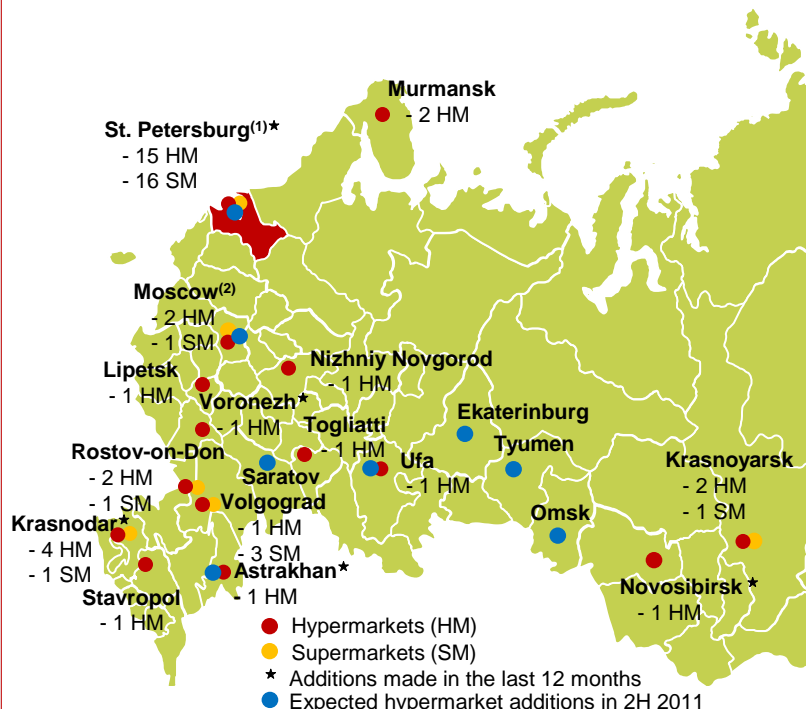 Murmansk
- 2 HM
St. Petersburg(1)★
- 15 HM
- 16 SM
Moscow(2)
- 2 HM
- 1 SM
Nizhniy Novgorod
- 1 HM
Lipetsk
- 1 HM
Voronezh★
- 1 HM
Togliatti
- 1 HM
Ekaterinburg
Tyumen
Rostov-on-Don
- 2 HM
- 1 SM
Saratov
Ufa
- 1 HM
Krasnoyarsk
- 2 HM
- 1 SM
Volgograd
- 1 HM
- 3 SM
Omsk
Krasnodar★
- 4 HM
- 1 SM
Astrakhan★
- 1 HM
Novosibirsk ★
- 1 HM
Stavropol
- 1 HM
Hypermarkets (HM)
Supermarkets (SM)
★ Additions made in the last 12 months
Expected hypermarket additions in 2H 2011